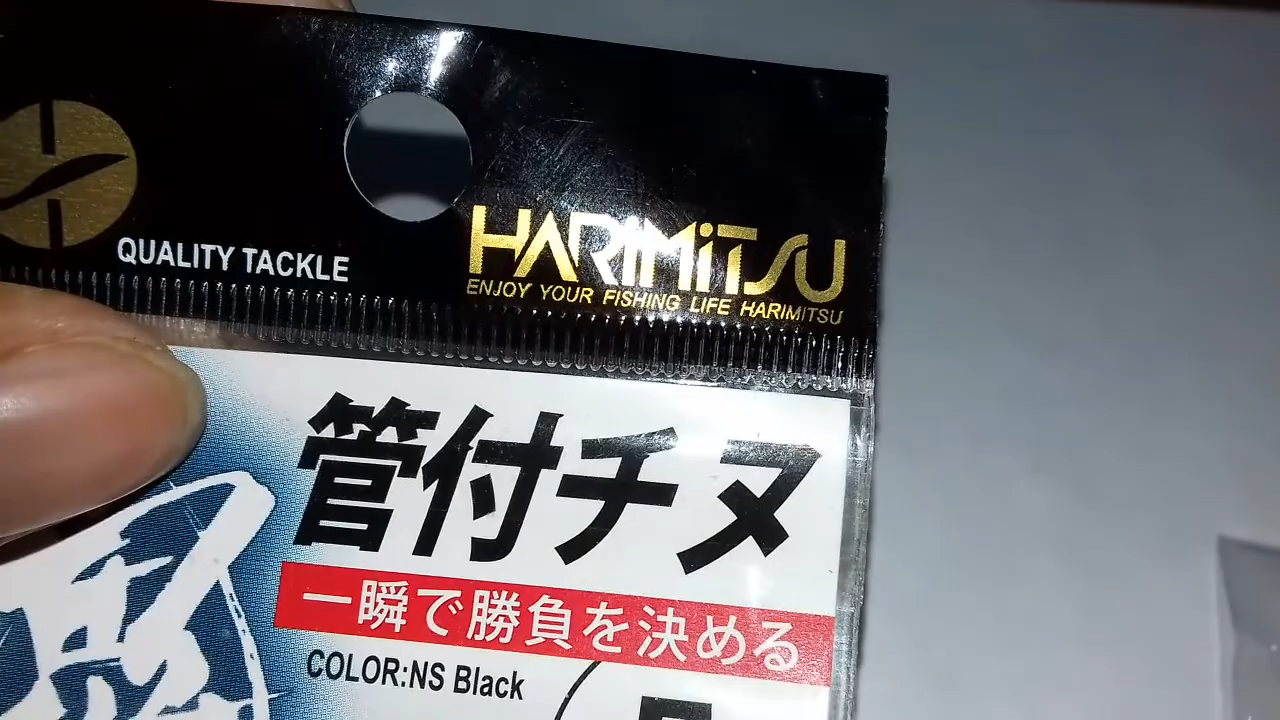 QUALITY TACKLE
HARIMITSU
ENJOY YOUR FISHING LIFE HARIMITSU
管付チヌ
一瞬で勝負を決める
COLOR:NS Black